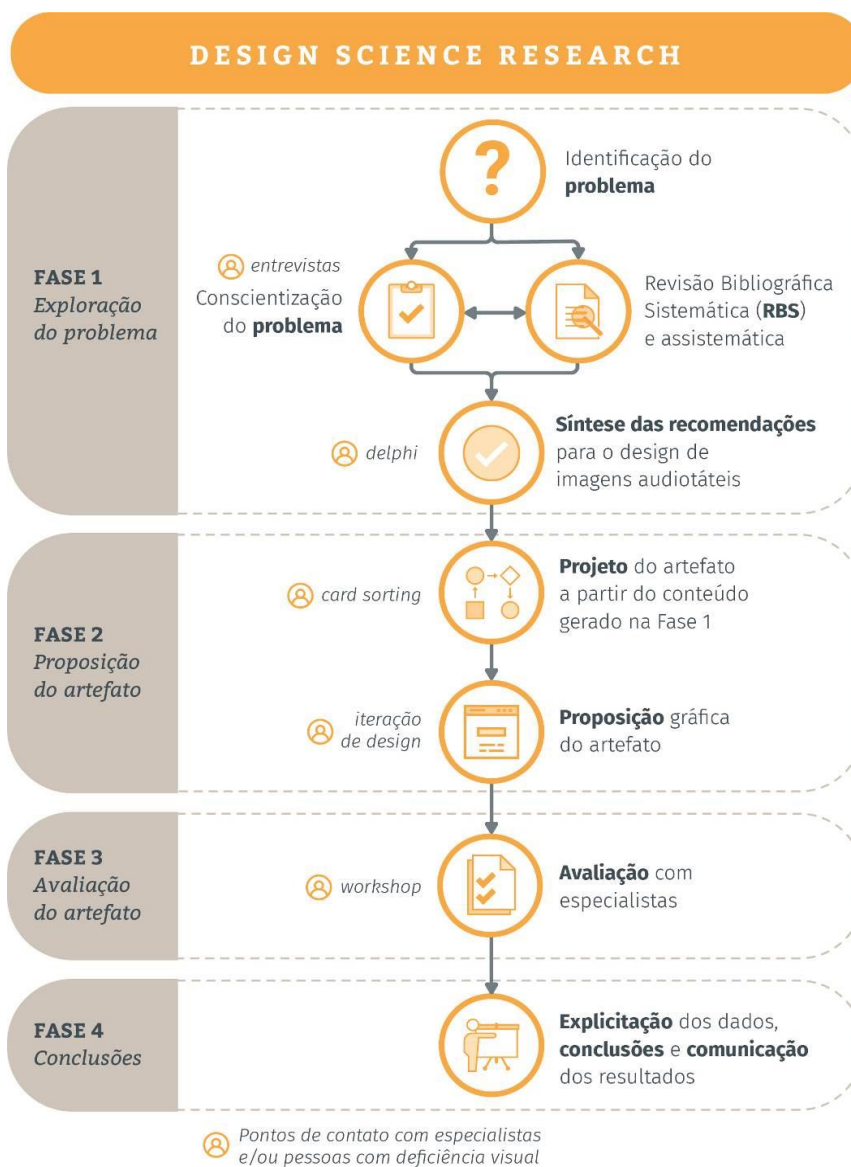 DESIGN SCIENCE RESEARCH
FASE 1
Exploração
do problema
?
Identificação do
problema
entrevistas
Conscientização
do problema
Revisão Bibliográfica
Sistemática (RBS)
e assistemática
delphi
Síntese das recomendações
para o design de
imagens audiotáteis
FASE 2
Proposição
do artefato
card sorting
Projeto do artefato
a partir do conteúdo
gerado na Fase 1
iteração
de design
Proposição gráfica
do artefato
FASE 3
Avaliação
do artefato
workshop
Avaliação com
especialistas
FASE 4
Conclusões
Explicitação dos dados,
conclusões e comunicação
dos resultados
Pontos de contato com especialistas
e/ou pessoas com deficiência visual